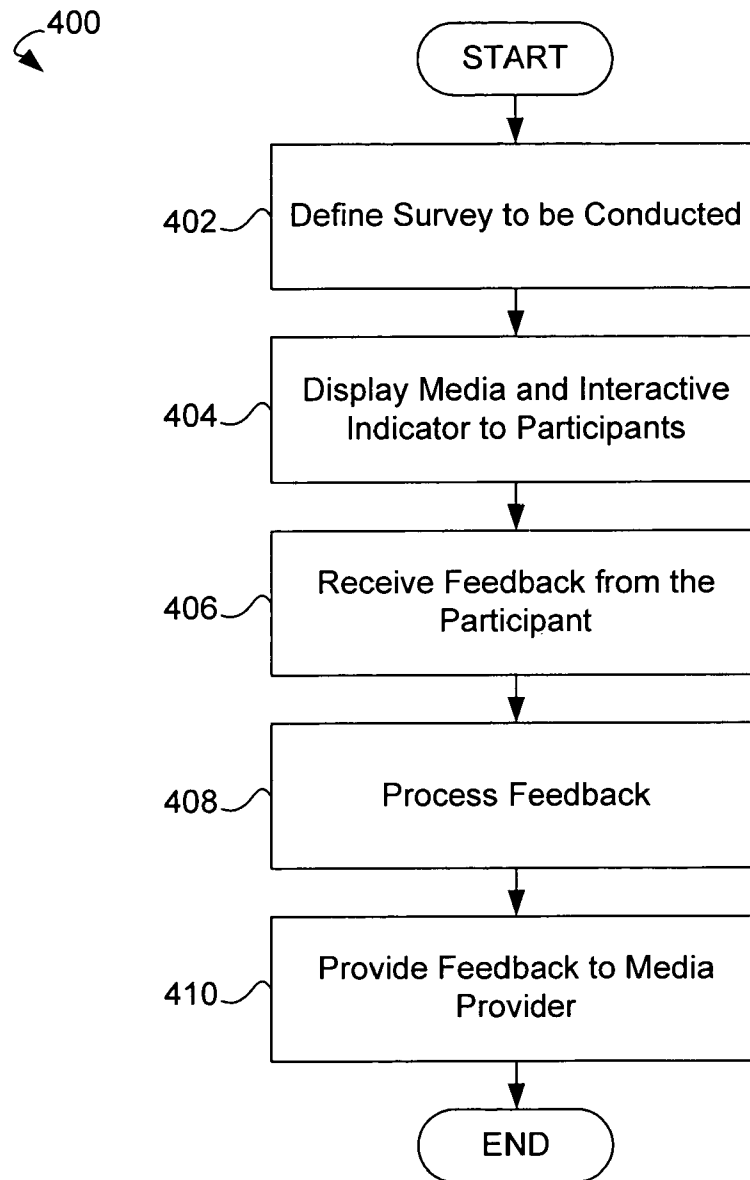 400
START
402
Define Survey to be Conducted
404
Display Media and Interactive
Indicator to Participants
406
Receive Feedback from the
Participant
408
Process Feedback
410
Provide Feedback to Media
Provider
END